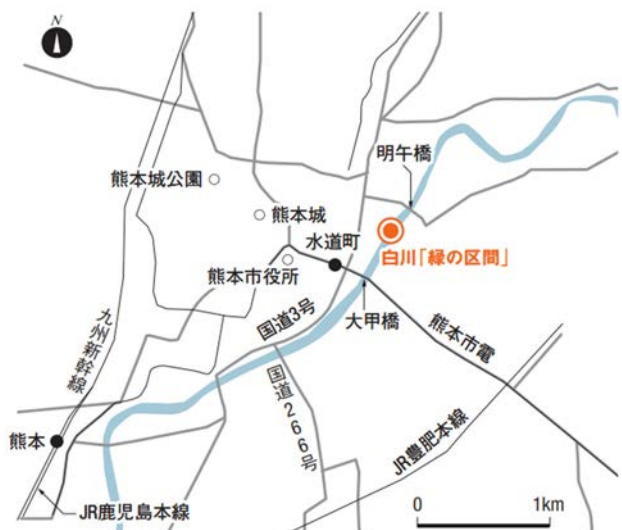 N
明午橋
熊本城公園
熊本城
水道町
白川「緑の区間」
熊本市役所
国道3号
大甲橋
熊本市電
九州新幹線
国道266号
JR豊肥本線
熊本
JR鹿児島本線
0 1km